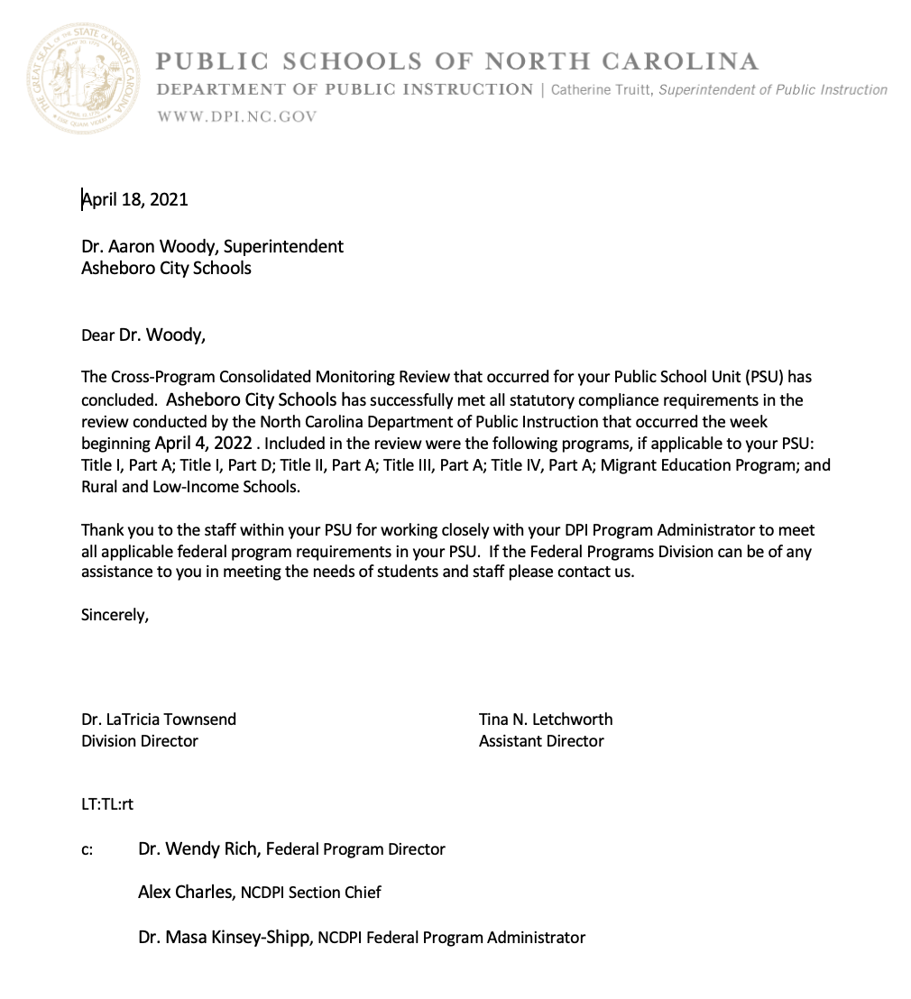 THE GREAT SEAL OF THE STATE OF NORTH CAROLINA
MAY 20 1775
APRIL 12 1776
ESSE QUAM VIDERI
PUBLIC SCHOOLS OF NORTH CAROLINA
DEPARTMENT OF PUBLIC INSTRUCTION | Catherine Truitt, Superintendent of Public Instruction
WWW.DPI.NC.GOV
April 18, 2021
Dr. Aaron Woody, Superintendent
Asheboro City Schools
Dear Dr. Woody,
The Cross-Program Consolidated Monitoring Review that occurred for your Public School Unit (PSU) has
concluded.  Asheboro City Schools has successfully met all statutory compliance requirements in the
review conducted by the North Carolina Department of Public Instruction that occurred the week
beginning April 4, 2022 . Included in the review were the following programs, if applicable to your PSU:
Title I, Part A; Title I, Part D; Title II, Part A; Title III, Part A; Title IV, Part A; Migrant Education Program; and
Rural and Low-Income Schools.
Thank you to the staff within your PSU for working closely with your DPI Program Administrator to meet
all applicable federal program requirements in your PSU.  If the Federal Programs Division can be of any
assistance to you in meeting the needs of students and staff please contact us.
Sincerely,
Dr. LaTricia Townsend Tina N. Letchworth
Division Director Assistant Director
LT:TL:rt
c: Dr. Wendy Rich, Federal Program Director
Alex Charles, NCDPI Section Chief
Dr. Masa Kinsey-Shipp, NCDPI Federal Program Administrator